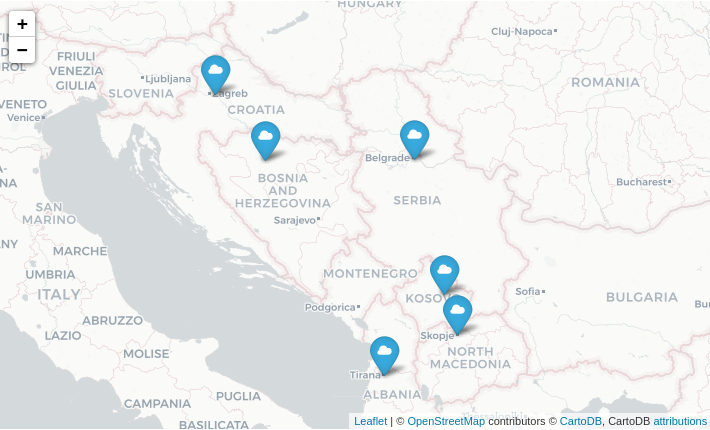 +
−
HUNGARY
Cluj-Napoca
FRIULI
VENEZIA
GIULIA
Ljubljana
SLOVENIA
Zagreb
CROATIA
ROMANIA
VENETO
Venice
Belgrade
BOSNIA
AND
HERZEGOVINA
Sarajevo
Bucharest
SERBIA
SAN
MARINO
MARCHE
UMBRIA
ITALY
MONTENEGRO
Podgorica
Sofia
BULGARIA
ABRUZZO
LAZIO
Skopje
MOLISE
NORTH
MACEDONIA
Tirana
ALBANIA
PUGLIA
CAMPANIA
BASILICATA
Leaflet | © OpenStreetMap contributors © CartoDB, CartoDB attributions